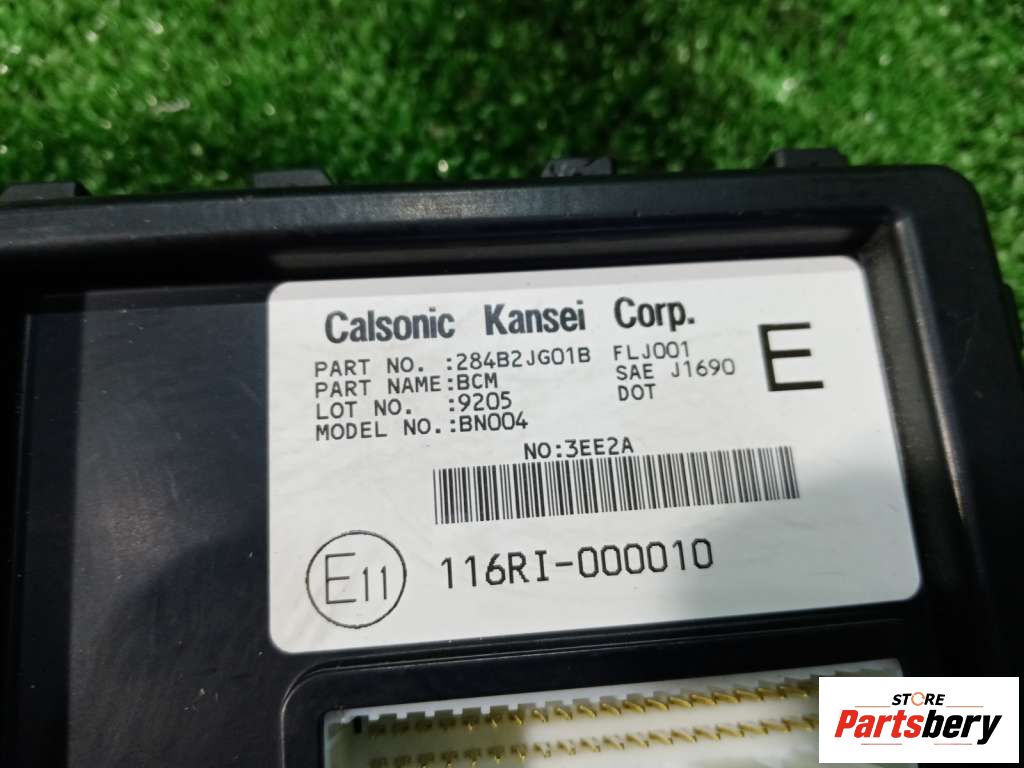 Calsonic Kansei Corp.
PART NO. :284B2JG01B FLJ001
PART NAME:BCM SAE J1690
LOT NO. :9205 DOT
MODEL NO.:BN004
E
NO:3EE2A
E11 116RI-000010
STORE
Partsbery